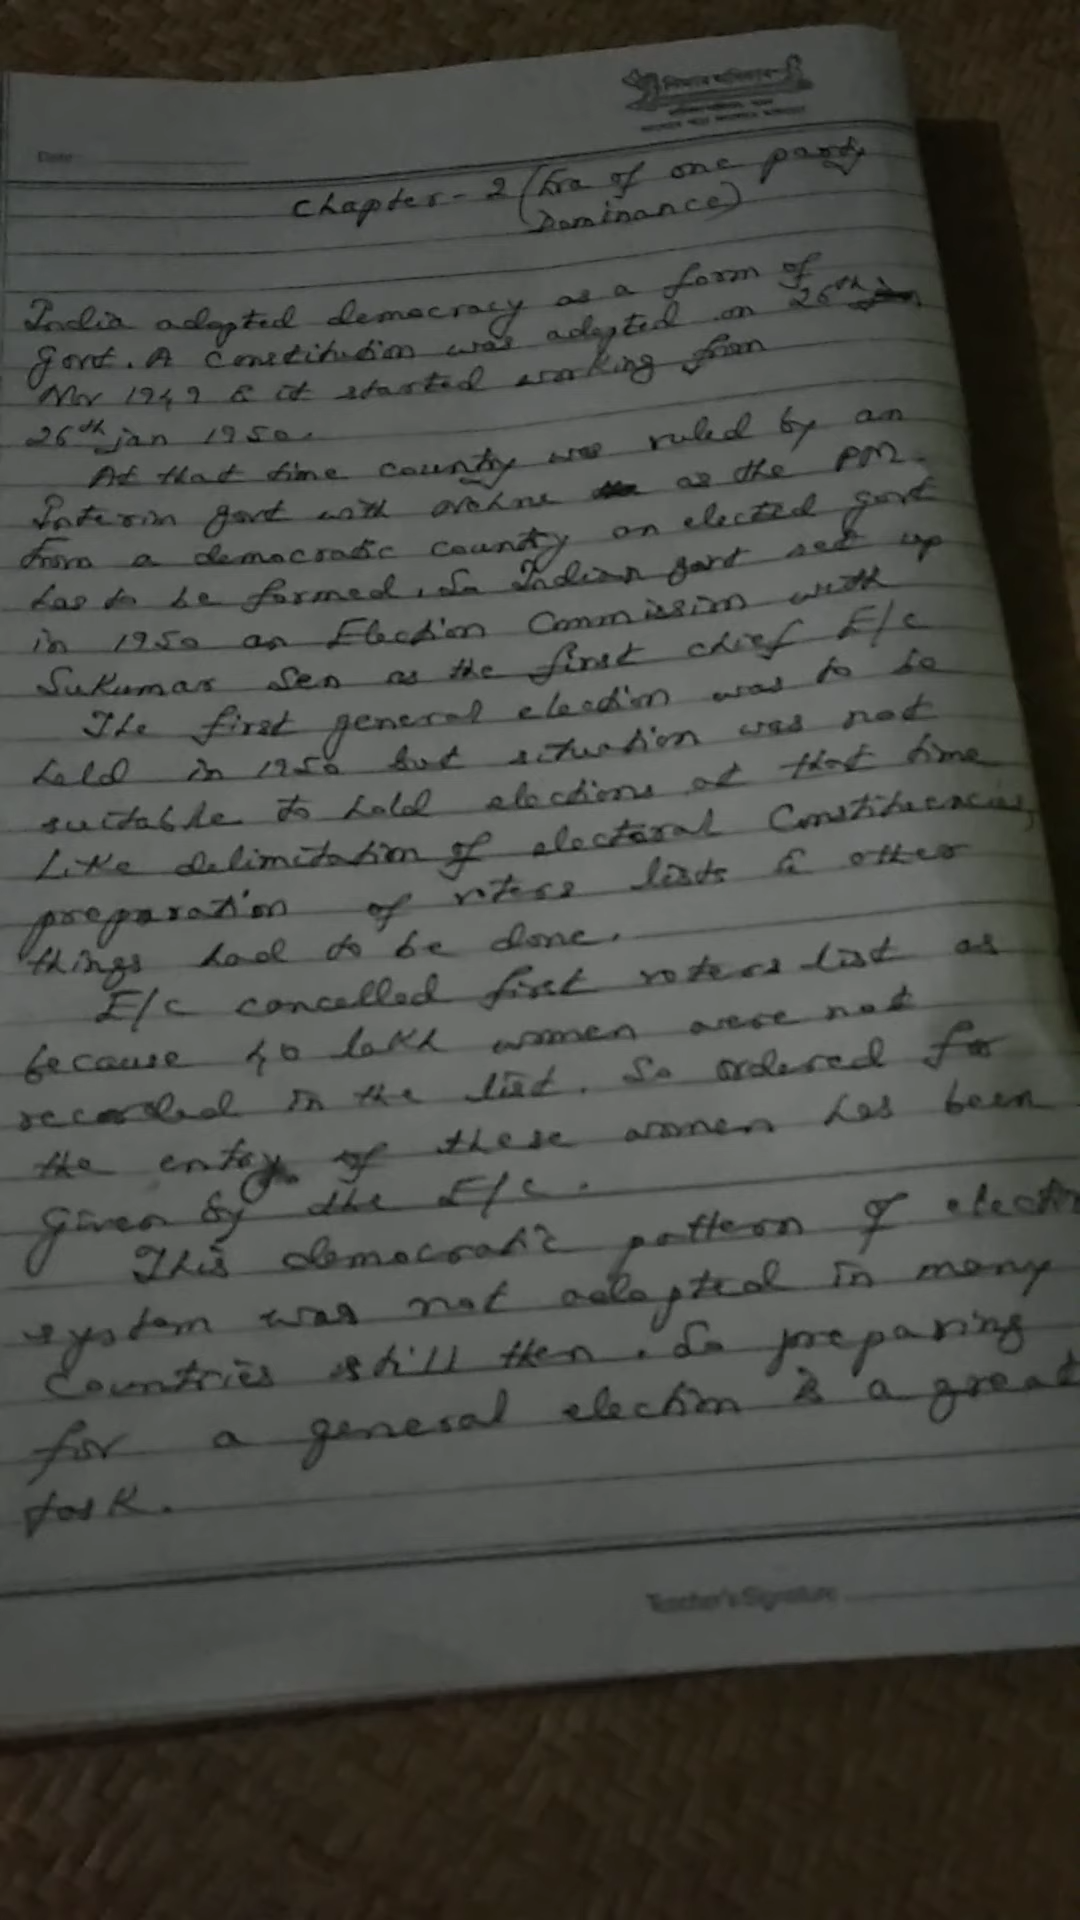 Date
Chapter - 2 (Era of one party
Dominance)
India adopted democracy as a form of
govt. A constitution was adopted on 26th
Nov 1949 & it started working from
26th jan 1950.
At that time country was ruled by an
Interim govt with as the PM.
from a democratic country an elected govt
has to be formed, So Indian govt set up
in 1950 an Election Commission with
Sukumar Sen as the first chief E/c
The first general election was to be
held in 1950 but situation was not
suitable to hold elections at that time
Like delimitation of electoral Constituencies,
preparation of voters lists & other
things had to be done.
E/c cancelled first voters list as
because 40 lakh women were not
recorded in the list. So ordered for
the entry of these women has been
given by the E/c.
This democratic pattern of electi
system was not adopted in many
Countries still then. So preparing
for a general election is a great
task.
Teacher's Signature